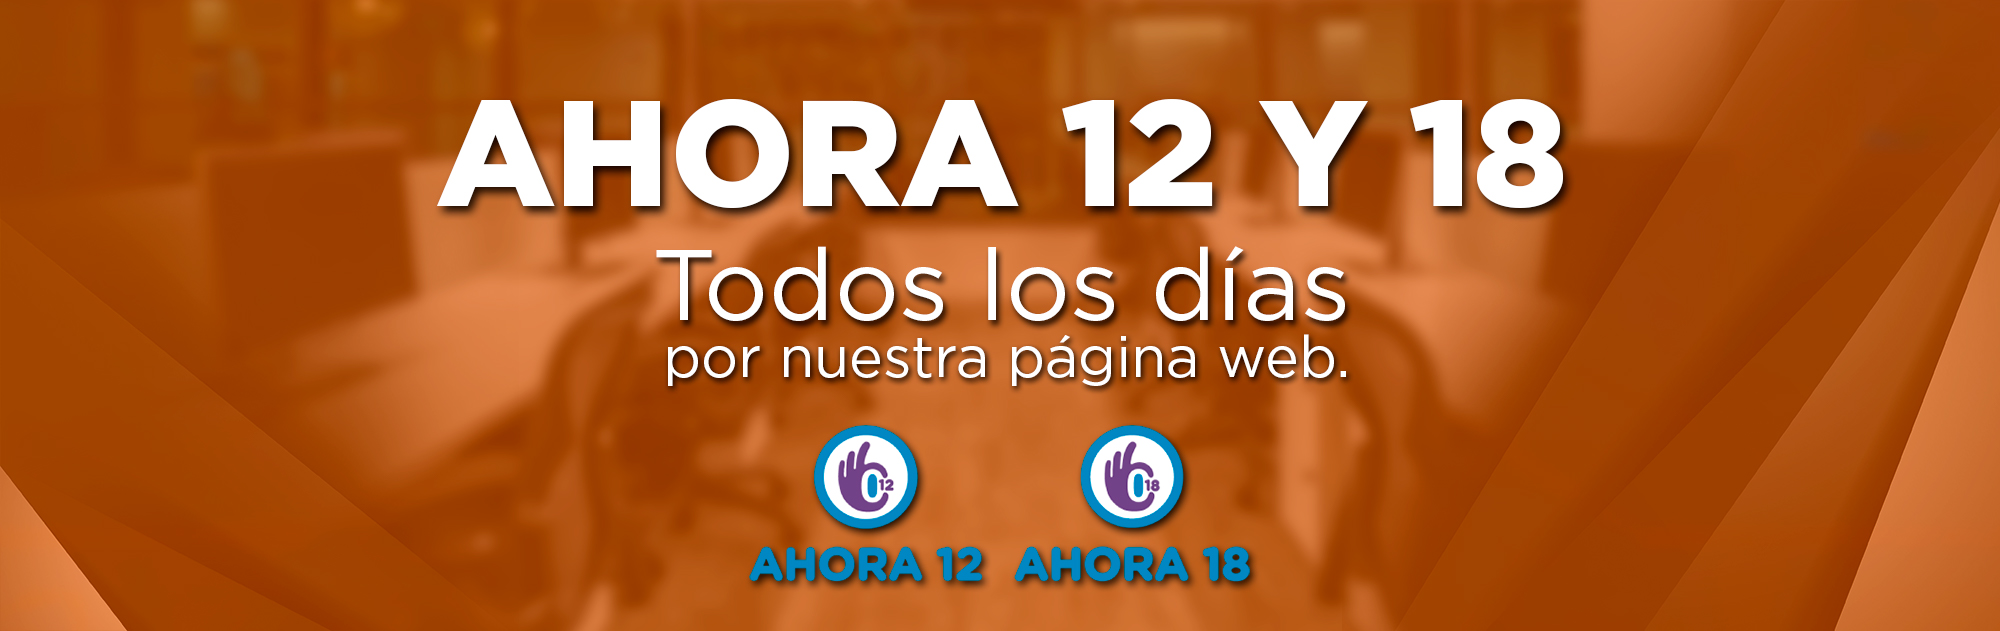 AHORA 12 Y 18
Todos los días
por nuestra página web.
12 18
AHORA 12 AHORA 18